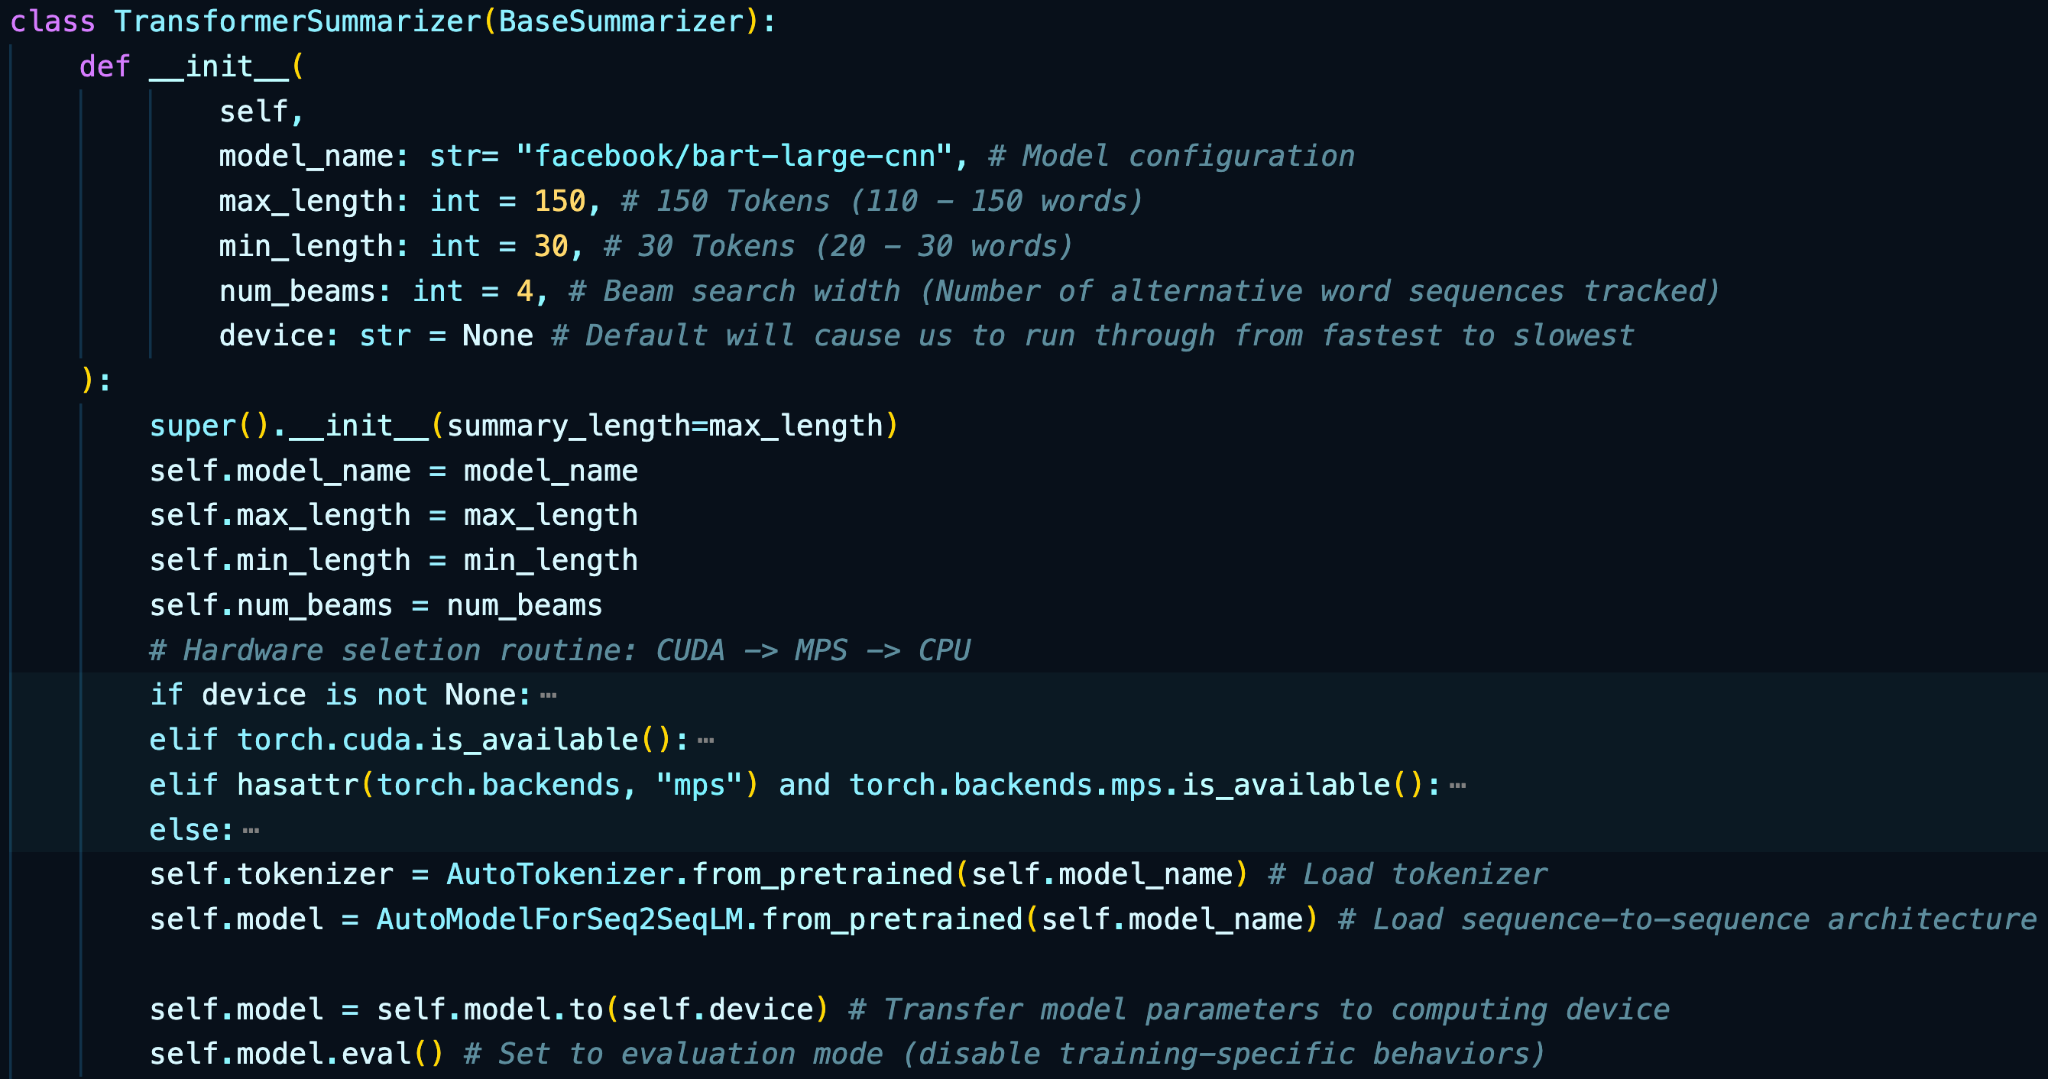 class TransformerSummarizer(BaseSummarizer):
def __init__(
self,
model_name: str= "facebook/bart-large-cnn", # Model configuration
max_length: int = 150, # 150 Tokens (110 - 150 words)
min_length: int = 30, # 30 Tokens (20 - 30 words)
num_beams: int = 4, # Beam search width (Number of alternative word sequences tracked)
device: str = None # Default will cause us to run through from fastest to slowest
):
super().__init__(summary_length=max_length)
self.model_name = model_name
self.max_length = max_length
self.min_length = min_length
self.num_beams = num_beams
# Hardware seletion routine: CUDA -> MPS -> CPU
if device is not None:⋯
elif torch.cuda.is_available():⋯
elif hasattr(torch.backends, "mps") and torch.backends.mps.is_available():⋯
else:⋯
self.tokenizer = AutoTokenizer.from_pretrained(self.model_name) # Load tokenizer
self.model = AutoModelForSeq2SeqLM.from_pretrained(self.model_name) # Load sequence-to-sequence architecture
self.model = self.model.to(self.device) # Transfer model parameters to computing device
self.model.eval() # Set to evaluation mode (disable training-specific behaviors)